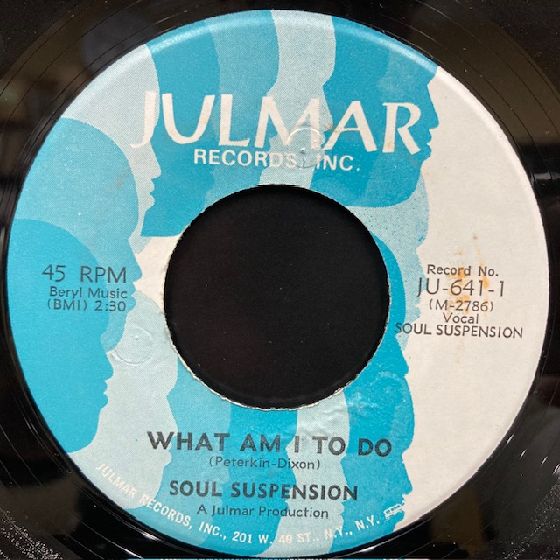 JULMAR
RECORDS, INC.
45 RPM
Beryl Music
(BMI) 2:30
Record No.
JU-641-1
(M-2786)
Vocal
SOUL SUSPENSION
WHAT AM I TO DO
(Peterkin-Dixon)
SOUL SUSPENSION
A Julmar Production
JULMAR RECORDS, INC., 201 W. 49 ST., N.Y., N.Y.